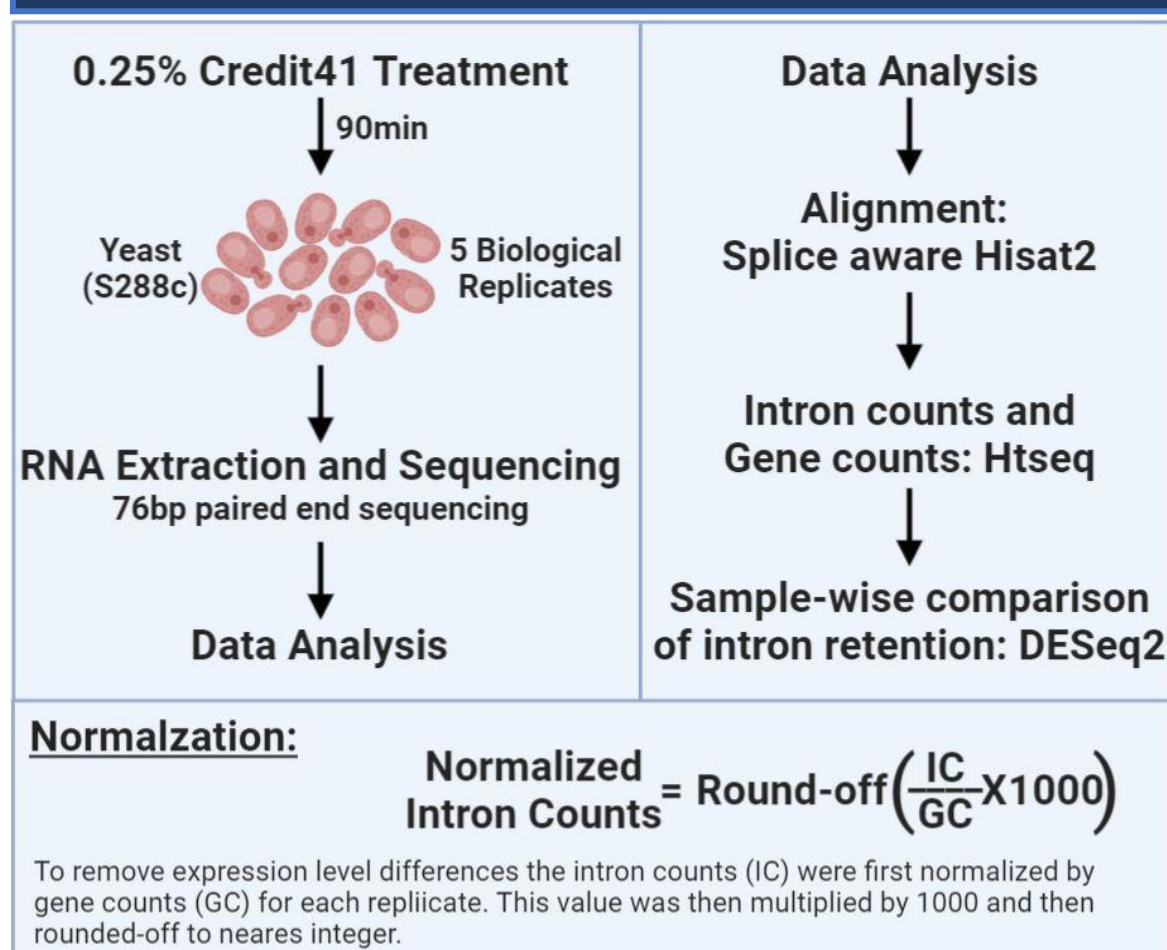 0.25% Credit41 Treatment
90min
Yeast
(S288c)
5 Biological
Replicates
RNA Extraction and Sequencing
76bp paired end sequencing
Data Analysis
Data Analysis
Alignment:
Splice aware Hisat2
Intron counts and
Gene counts: Htseq
Sample-wise comparison
of intron retention: DESeq2
Normalzation:
Normalized
Intron Counts = Round-off(IC/GC X1000)
To remove expression level differences the intron counts (IC) were first normalized by
gene counts (GC) for each repliicate. This value was then multiplied by 1000 and then
rounded-off to neares integer.